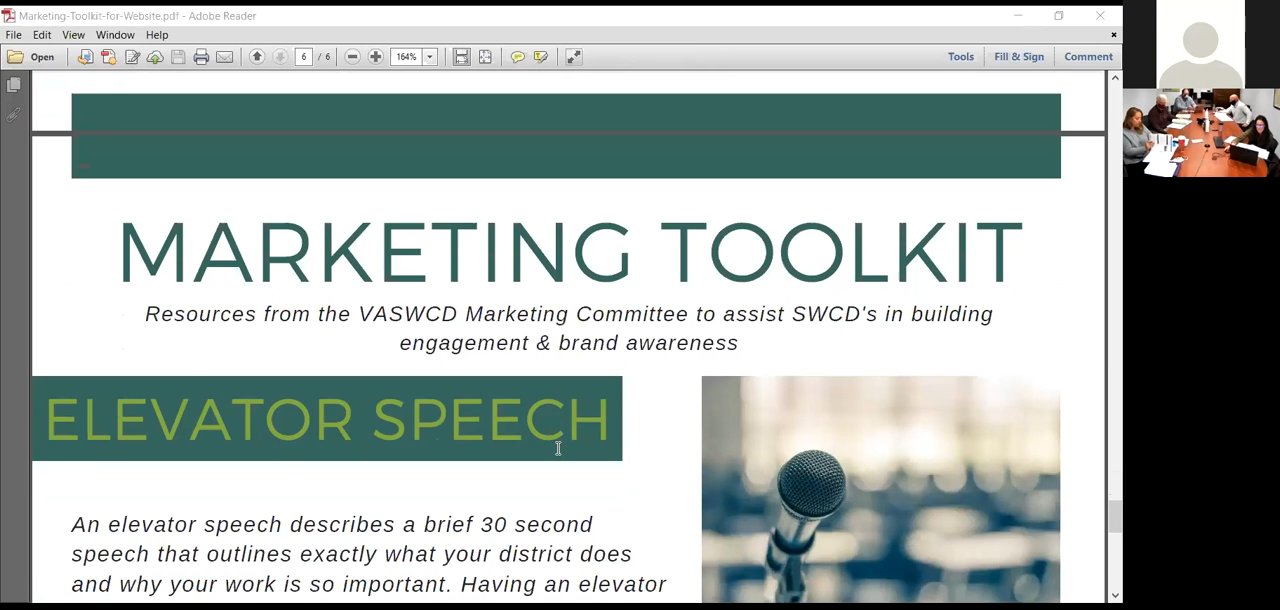 Marketing-Toolkit-for-Website.pdf - Adobe Reader
File Edit View Window Help
Open 6 / 6 164% Tools Fill & Sign Comment
MARKETING TOOLKIT
Resources from the VASWCD Marketing Committee to assist SWCD's in building
engagement & brand awareness
ELEVATOR SPEECH
An elevator speech describes a brief 30 second
speech that outlines exactly what your district does
and why your work is so important. Having an elevator